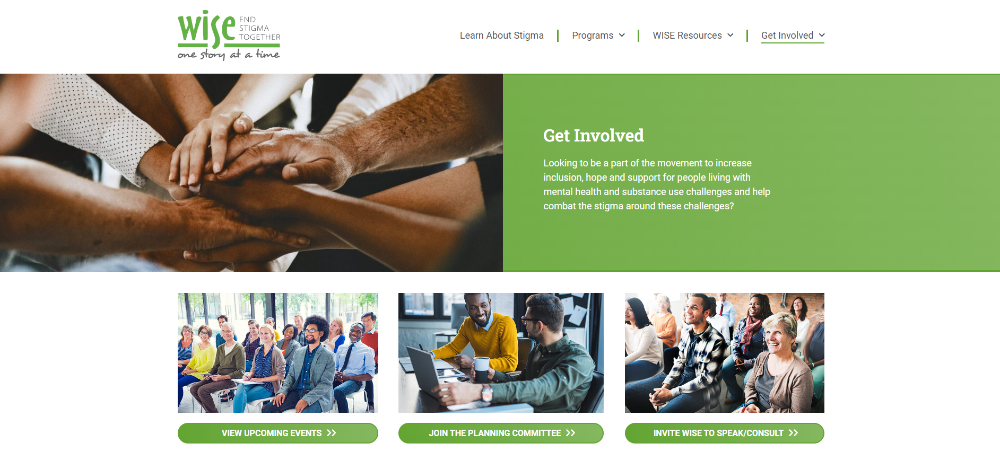 wise
END
STIGMA
TOGETHER
one story at a time
Learn About Stigma
Programs
WISE Resources
Get Involved
Get Involved
Looking to be a part of the movement to increase
inclusion, hope and support for people living with
mental health and substance use challenges and help
combat the stigma around these challenges?
VIEW UPCOMING EVENTS
JOIN THE PLANNING COMMITTEE
INVITE WISE TO SPEAK/CONSULT